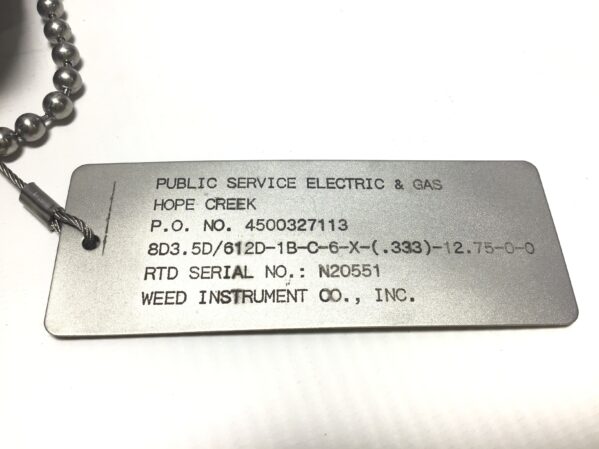 PUBLIC SERVICE ELECTRIC & GAS
HOPE CREEK
P.O. NO. 4500327113
8D3.5D/612D-1B-C-6-X-(.333)-12.75-0-0
RTD SERIAL NO.: N20551
WEED INSTRUMENT CO., INC.